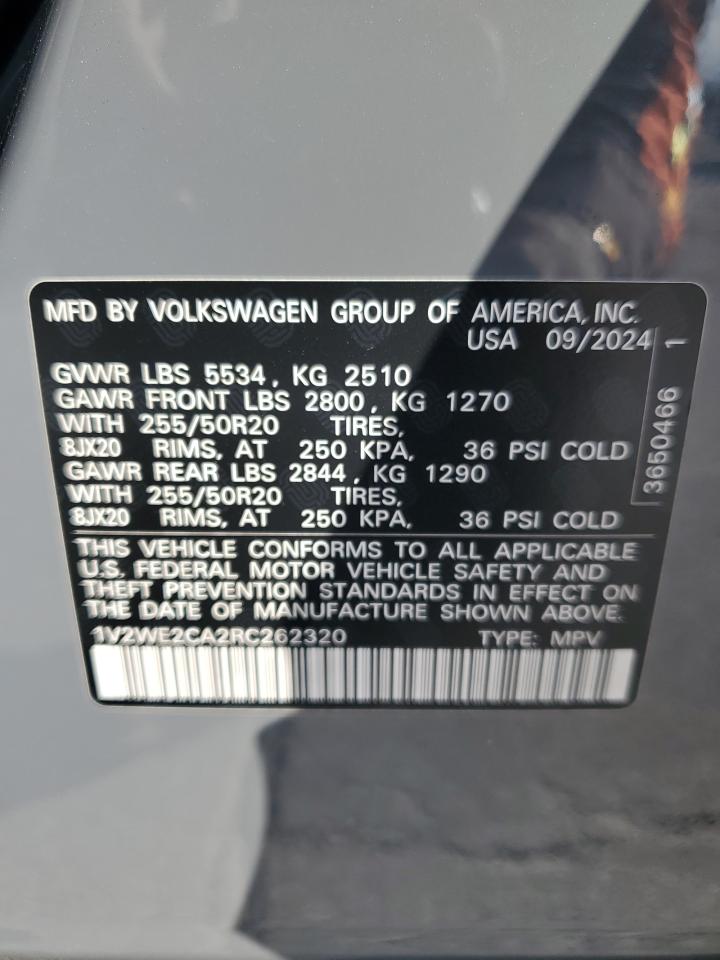 MFD BY VOLKSWAGEN GROUP OF AMERICA, INC.
USA 09/2024
GVWR LBS 5534, KG 2510
GAWR FRONT LBS 2800, KG 1270
WITH 255/50R20 TIRES,
8JX20 RIMS, AT 250 KPA, 36 PSI COLD
GAWR REAR LBS 2844, KG 1290
WITH 255/50R20 TIRES,
8JX20 RIMS, AT 250 KPA, 36 PSI COLD
3650466 1
THIS VEHICLE CONFORMS TO ALL APPLICABLE
U.S. FEDERAL MOTOR VEHICLE SAFETY AND
THEFT PREVENTION STANDARDS IN EFFECT ON
THE DATE OF MANUFACTURE SHOWN ABOVE.
1V2WE2CA2RC262320 TYPE: MPV